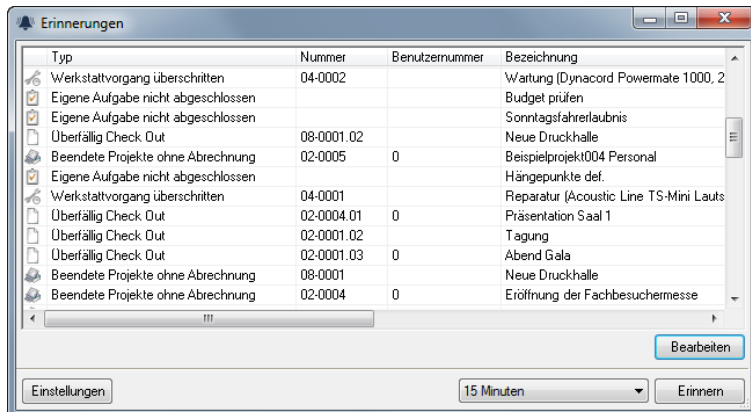 Erinnerungen
Typ Nummer Benutzernummer Bezeichnung
Werkstattvorgang überschritten 04-0002 Wartung (Dynacord Powermate 1000, 2
Eigene Aufgabe nicht abgeschlossen Budget prüfen
Eigene Aufgabe nicht abgeschlossen Sonntagsfahrerlaubnis
Überfällig Check Out 08-0001.02 Neue Druckhalle
Beendete Projekte ohne Abrechnung 02-0005 0 Beispielprojekt004 Personal
Eigene Aufgabe nicht abgeschlossen Hängepunkte def.
Werkstattvorgang überschritten 04-0001 Reparatur (Acoustic Line TS-Mini Lauts
Überfällig Check Out 02-0004.01 0 Präsentation Saal 1
Überfällig Check Out 02-0001.02 Tagung
Überfällig Check Out 02-0001.03 0 Abend Gala
Beendete Projekte ohne Abrechnung 08-0001 Neue Druckhalle
Beendete Projekte ohne Abrechnung 02-0004 0 Eröffnung der Fachbesuchermesse
Bearbeiten
Einstellungen 15 Minuten Erinnern